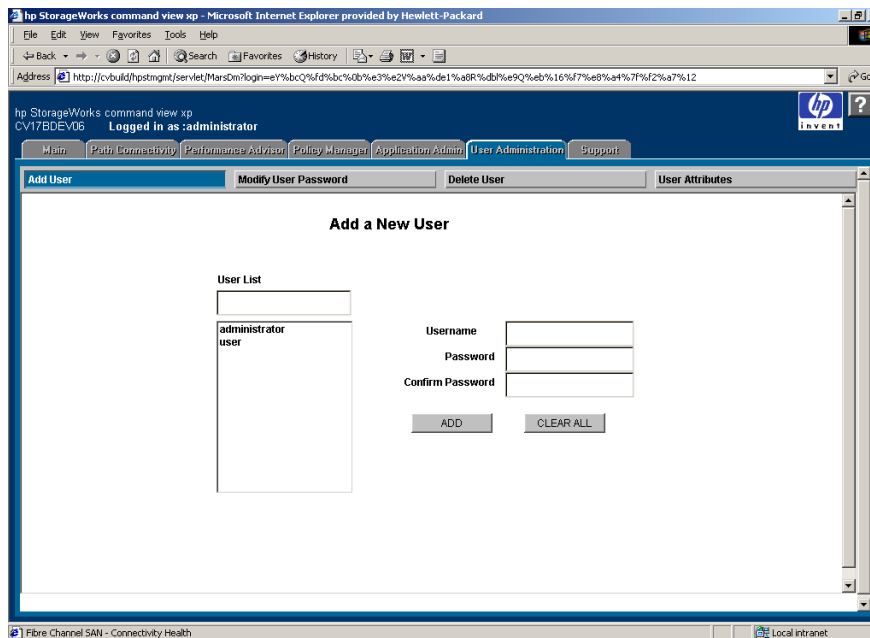 hp StorageWorks command view xp - Microsoft Internet Explorer provided by Hewlett-Packard
File Edit View Favorites Tools Help
Back Search Favorites History
Address http://cvbuild/hpstmgmt/servlet/MarsDm?login=eY%bcQ%fd%bc%0b%e3%e2V%aa%de1%a8R%dbl%e9Q%eb%16%f7%e8%a4%7f%f2%a7%12 Go
hp StorageWorks command view xp
CV17BDEV06 Logged in as :administrator
hp
invent
?
Main Path Connectivity Performance Advisor Policy Manager Application Admin User Administration Support
Add User Modify User Password Delete User User Attributes
Add a New User
User List
administrator
user
Username
Password
Confirm Password
ADD CLEAR ALL
Fibre Channel SAN - Connectivity Health Local intranet